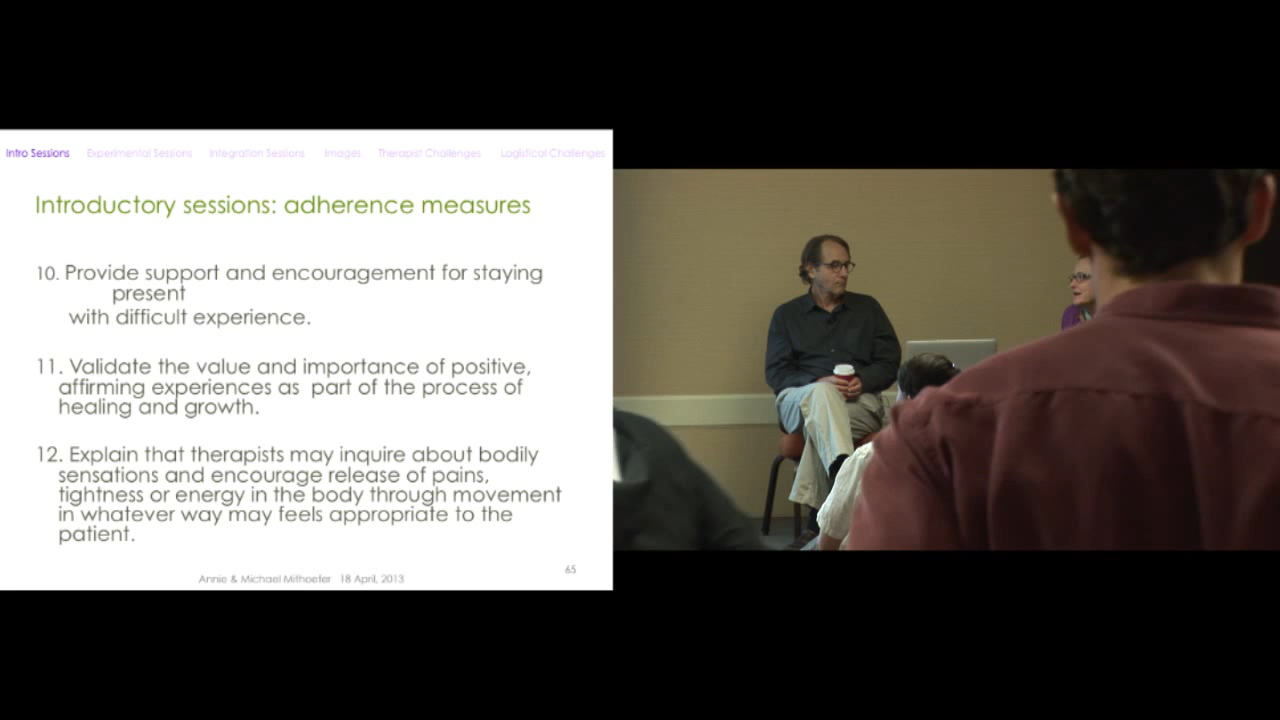 Intro Sessions Experimental Sessions Integration Sessions Images Therapist Challenges Logistical Challenges
Introductory sessions: adherence measures
10. Provide support and encouragement for staying
present
with difficult experience.
11. Validate the value and importance of positive,
affirming experiences as part of the process of
healing and growth.
12. Explain that therapists may inquire about bodily
sensations and encourage release of pains,
tightness or energy in the body through movement
in whatever way may feels appropriate to the
patient.
65
Annie & Michael Mithoefer 18 April, 2013